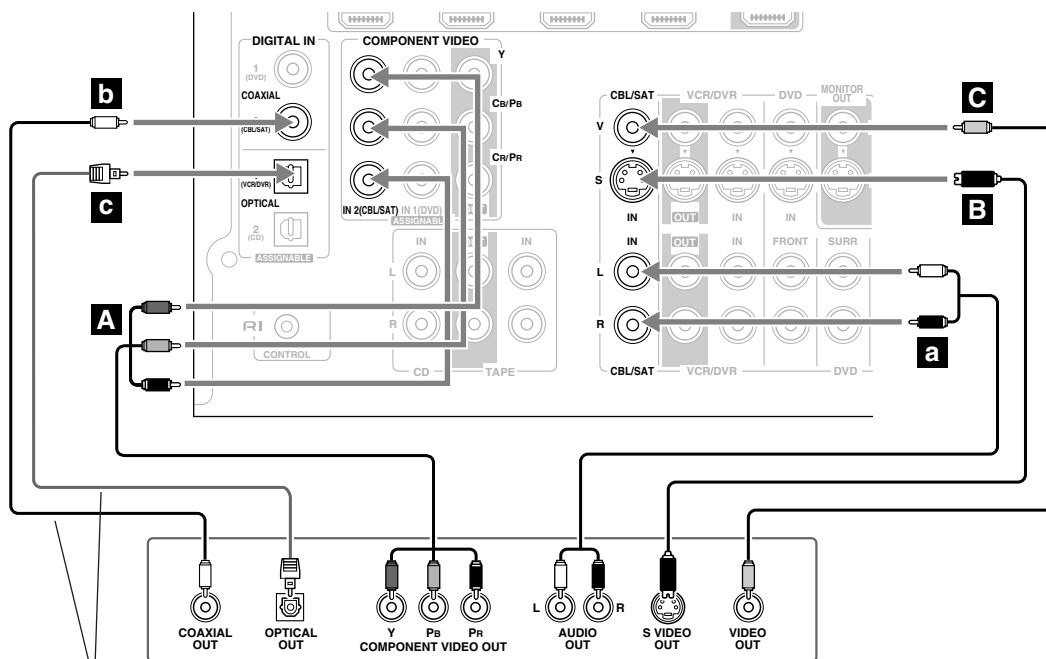 DIGITAL IN
1
(DVD)
COAXIAL
(CBL/SAT)
(VCR/DVR)
OPTICAL
2
(CD)
ASSIGNABLE
COMPONENT VIDEO
Y
CB/PB
CR/PR
IN 2(CBL/SAT) IN 1(DVD)
ASSIGNABL
IN IN
L
R
CD TAPE
RI
CONTROL
CBL/SAT VCR/DVR DVD MONITOR OUT
V
S
IN OUT IN IN
IN OUT IN FRONT SURR
L
R
CBL/SAT VCR/DVR DVD
b
c
A
C
B
a
COAXIAL OUT
OPTICAL OUT
Y PB PR
COMPONENT VIDEO OUT
L R
AUDIO OUT
S VIDEO OUT
VIDEO OUT